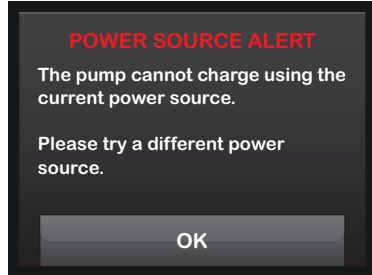 POWER SOURCE ALERT
The pump cannot charge using the
current power source.
Please try a different power
source.
OK